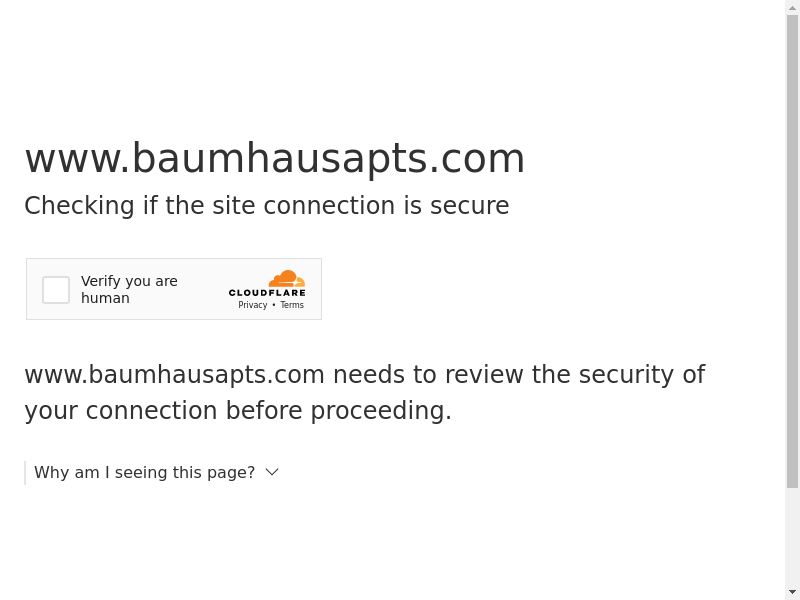 www.baumhausapts.com
Checking if the site connection is secure
Verify you are
human
CLOUDFLARE
Privacy • Terms
www.baumhausapts.com needs to review the security of
your connection before proceeding.
Why am I seeing this page?